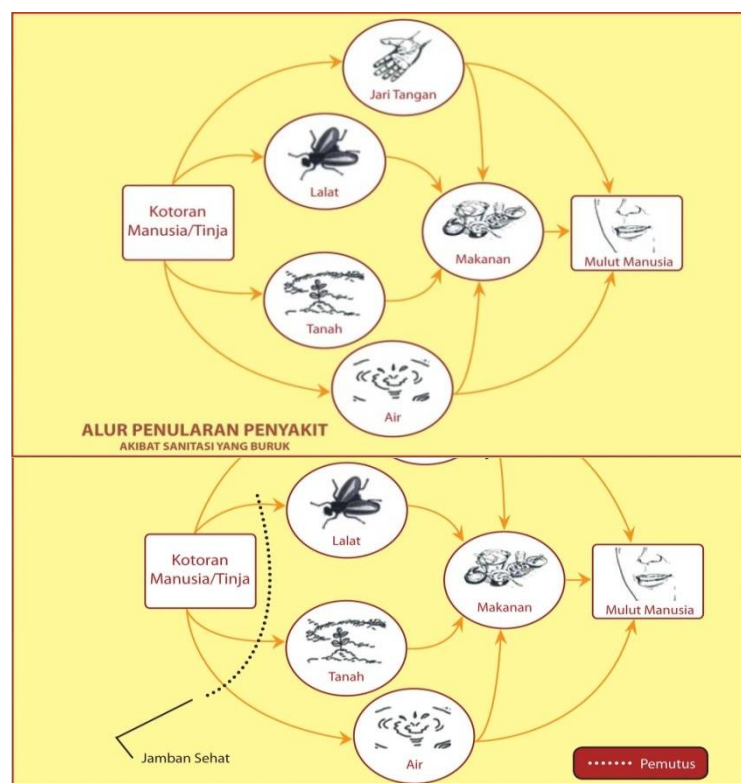 Jari Tangan
Lalat
Kotoran
Manusia/Tinja
Makanan
Mulut Manusia
Tanah
Air
ALUR PENULARAN PENYAKIT
AKIBAT SANITASI YANG BURUK
Lalat
Kotoran
Manusia/Tinja
Makanan
Mulut Manusia
Tanah
Air
Jamban Sehat
Pemutus